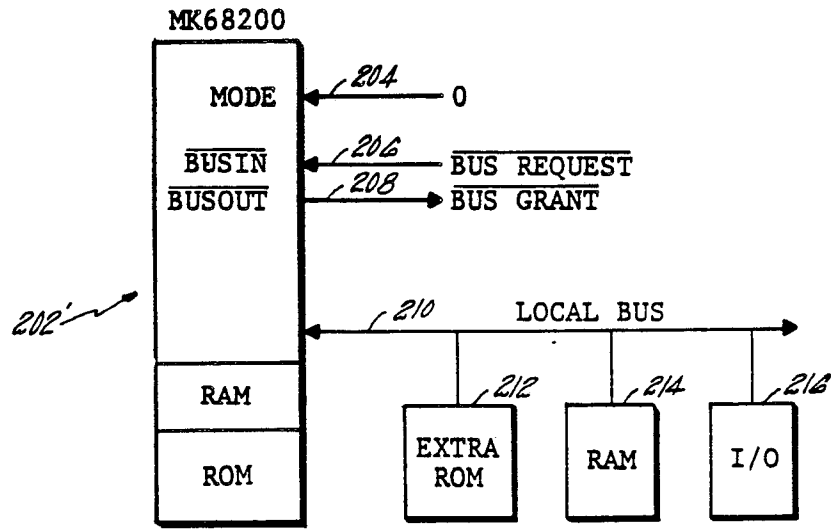 MK68200
MODE 204 0
BUSIN 206 BUS REQUEST
BUSOUT 208 BUS GRANT
202'
210 LOCAL BUS
RAM
ROM
212 214 216
EXTRA ROM
RAM
I/O